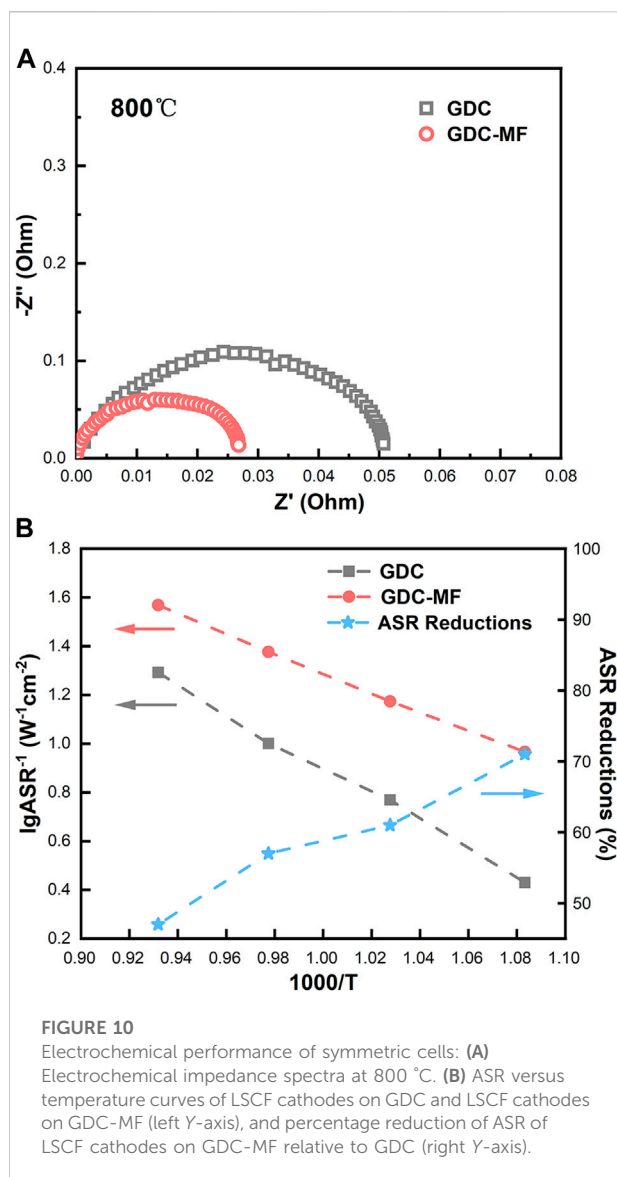 A
800℃
GDC
GDC-MF
0.4
0.3
0.2
0.1
0.0
-Z'' (Ohm)
0.00 0.01 0.02 0.03 0.04 0.05 0.06 0.07 0.08
Z' (Ohm)
B
GDC
GDC-MF
ASR Reductions
1.8
1.6
1.4
1.2
1.0
0.8
0.6
0.4
0.2
lgASR⁻¹ (W⁻¹cm⁻²)
100
90
80
70
60
50
ASR Reductions (%)
0.90 0.92 0.94 0.96 0.98 1.00 1.02 1.04 1.06 1.08 1.10
1000/T
FIGURE 10
Electrochemical performance of symmetric cells: (A)
Electrochemical impedance spectra at 800 °C. (B) ASR versus
temperature curves of LSCF cathodes on GDC and LSCF cathodes
on GDC-MF (left Y-axis), and percentage reduction of ASR of
LSCF cathodes on GDC-MF relative to GDC (right Y-axis).